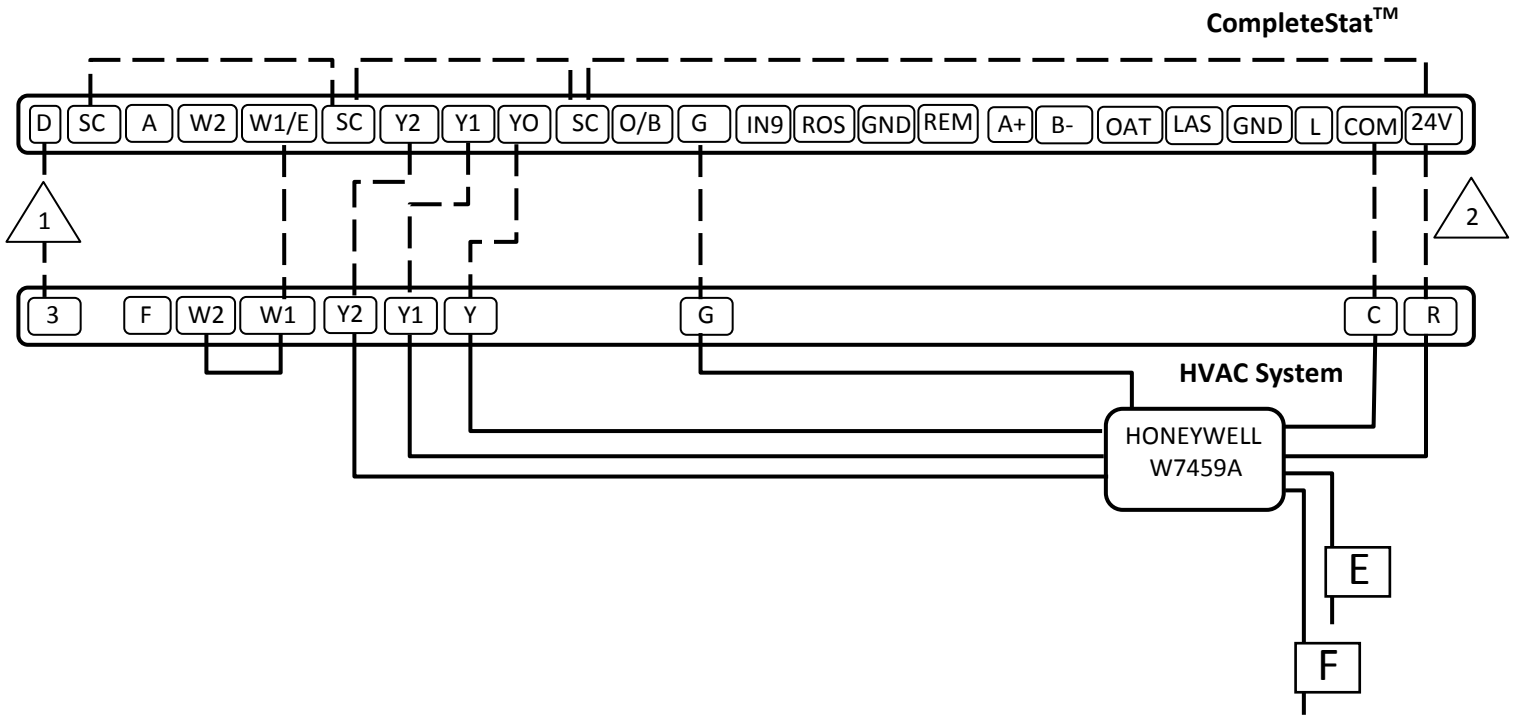 CompleteStat™
D SC A W2 W1/E SC Y2 Y1 YO SC O/B G IN9 ROS GND REM A+ B- OAT LAS GND L COM 24V
1
2
3 F W2 W1 Y2 Y1 Y G C R
HVAC System
HONEYWELL
W7459A
E
F